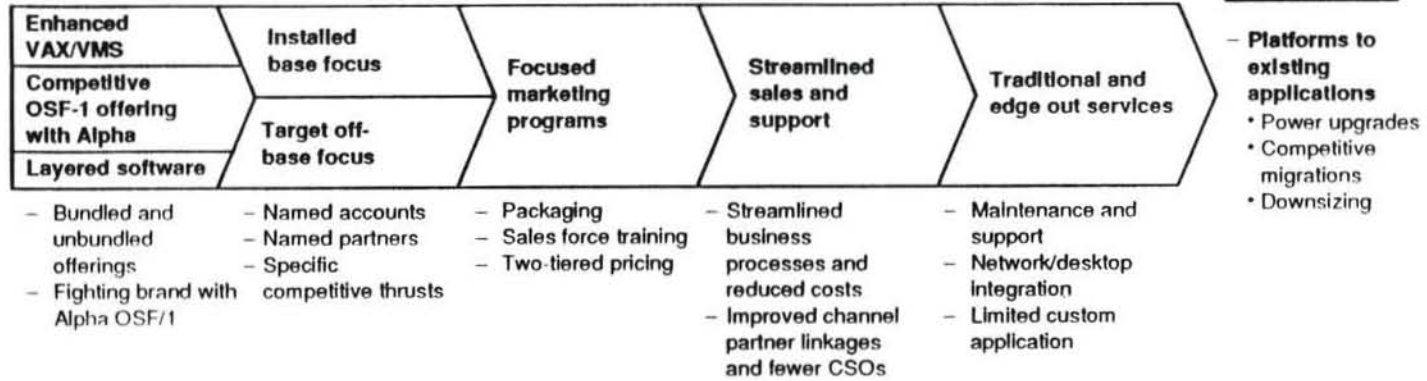 Enhanced
VAX/VMS
Competitive
OSF-1 offering
with Alpha
Layered software
– Bundled and
unbundled
offerings
– Fighting brand with
Alpha OSF/1
Installed
base focus
Target off-
base focus
– Named accounts
– Named partners
– Specific
competitive thrusts
Focused
marketing
programs
– Packaging
– Sales force training
– Two-tiered pricing
Streamlined
sales and
support
– Streamlined
business
processes and
reduced costs
– Improved channel
partner linkages
and fewer CSOs
Traditional and
edge out services
– Maintenance and
support
– Network/desktop
integration
– Limited custom
application
– Platforms to
existing
applications
• Power upgrades
• Competitive
migrations
• Downsizing